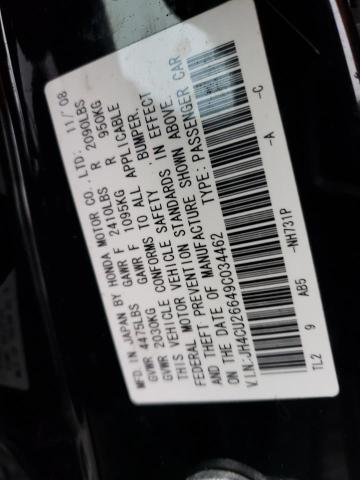 MFD. IN JAPAN BY HONDA MOTOR CO., LTD. 11/08
GVWR 4475LBS GAWR F 2410LBS R 2090LBS
GVWR 2030KG GAWR F 1095KG R 950KG
THIS VEHICLE CONFORMS TO ALL APPLICABLE
FEDERAL MOTOR VEHICLE SAFETY BUMPER,
AND THEFT PREVENTION STANDARDS IN EFFECT
ON THE DATE OF MANUFACTURE SHOWN ABOVE.
V.I.N.:JH4CU26649C034462 TYPE: PASSENGER CAR
-NH731P -A -C
TL2 9 AB5